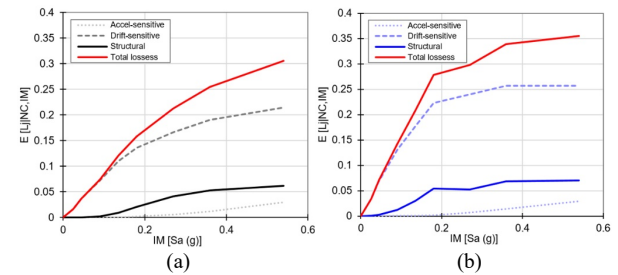 0.4
0.35
0.3
0.25
0.2
0.15
0.1
0.05
0
E [Lj|NC,IM]
Accel-sensitive
Drift-sensitive
Structural
Total lossess
0 0.2 0.4 0.6
IM [Sa (g)]
(a)
0.4
0.35
0.3
0.25
0.2
0.15
0.1
0.05
0
E [Lj|NC,IM]
Accel-sensitive
Drift-sensitive
Structural
Total lossess
0 0.2 0.4 0.6
IM [Sa (g)]
(b)